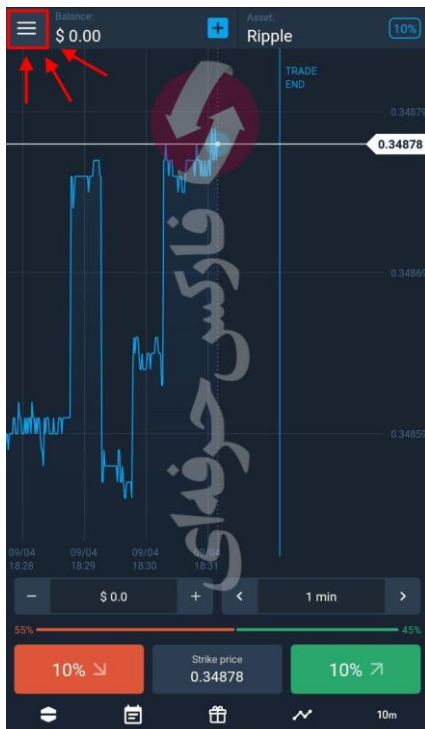 Balance:
$ 0.00
+
Asset:
Ripple
10%
TRADE
END
0.34879
0.34878
0.34869
0.34859
فارسی حرفه‌ای
09/04 09/04 09/04 09/04
18:28 18:29 18:30 18:31
− $ 0.0 + < 1 min >
55% 45%
10%
Strike price
0.34878
10%
10m